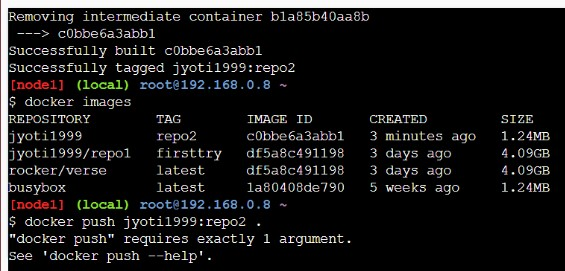 Removing intermediate container b1a85b40aa8b
 ---> c0bbe6a3abb1
Successfully built c0bbe6a3abb1
Successfully tagged jyoti1999:repo2
[node1] (local) root@192.168.0.8 ~
$ docker images
REPOSITORY TAG IMAGE ID CREATED SIZE
jyoti1999 repo2 c0bbe6a3abb1 3 minutes ago 1.24MB
jyoti1999/repo1 firsttry df5a8c491198 3 days ago 4.09GB
rocker/verse latest df5a8c491198 3 days ago 4.09GB
busybox latest 1a80408de790 5 weeks ago 1.24MB
[node1] (local) root@192.168.0.8 ~
$ docker push jyoti1999:repo2 .
"docker push" requires exactly 1 argument.
See 'docker push --help'.